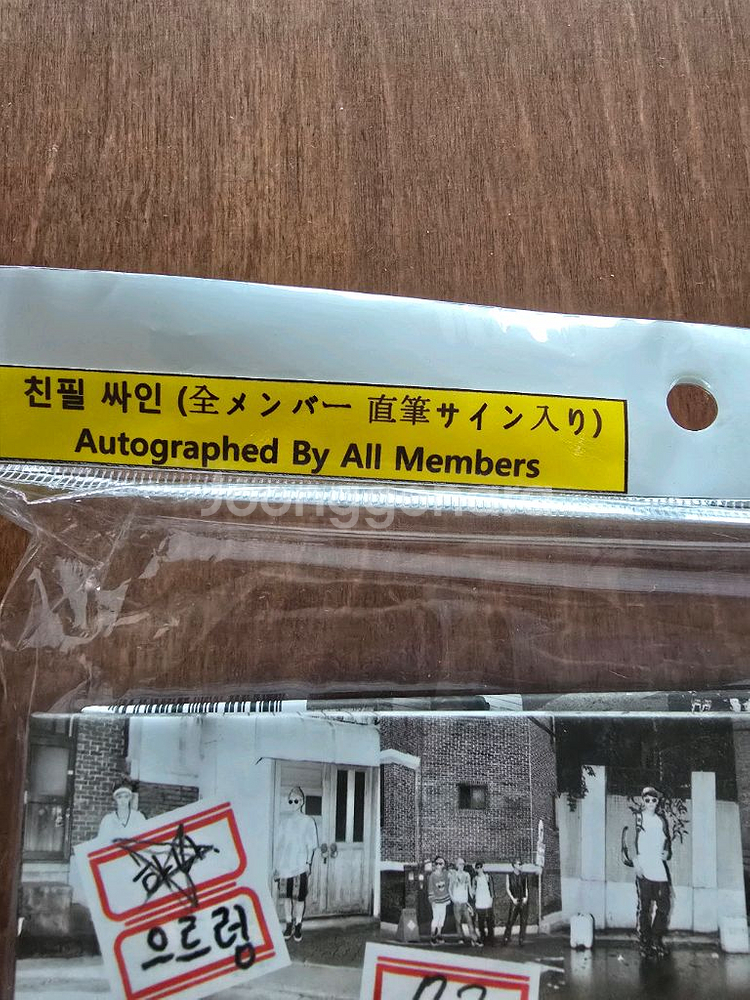 친필 싸인 (全メンバー 直筆サイン入り)
Autographed By All Members
Joonggonara
으르렁